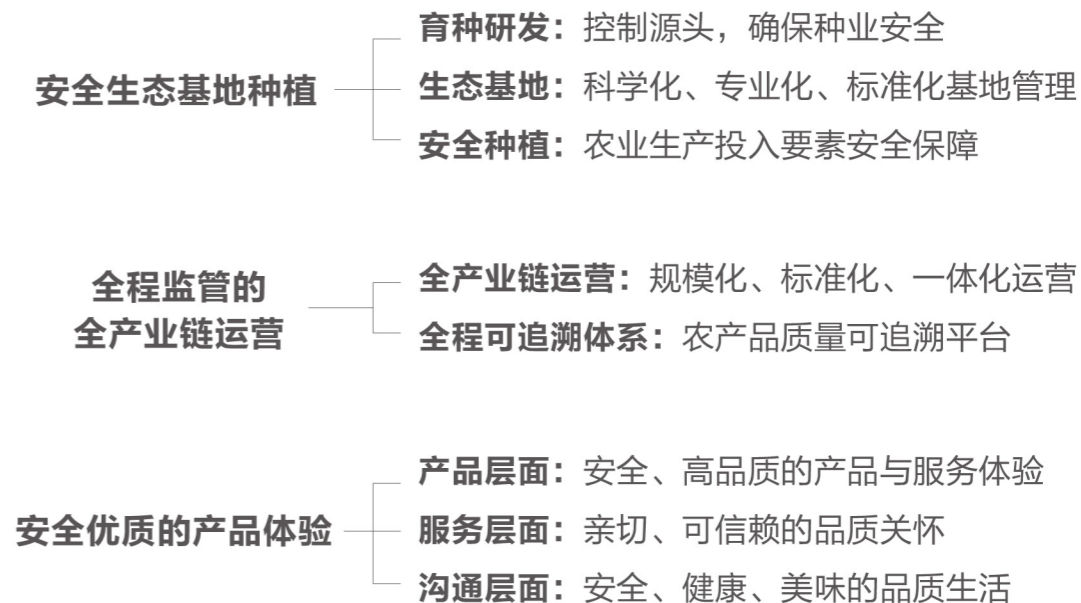 安全生态基地种植
育种研发：控制源头，确保种业安全
生态基地：科学化、专业化、标准化基地管理
安全种植：农业生产投入要素安全保障
全程监管的
全产业链运营
全产业链运营：规模化、标准化、一体化运营
全程可追溯体系：农产品质量可追溯平台
安全优质的产品体验
产品层面：安全、高品质的产品与服务体验
服务层面：亲切、可信赖的品质关怀
沟通层面：安全、健康、美味的品质生活